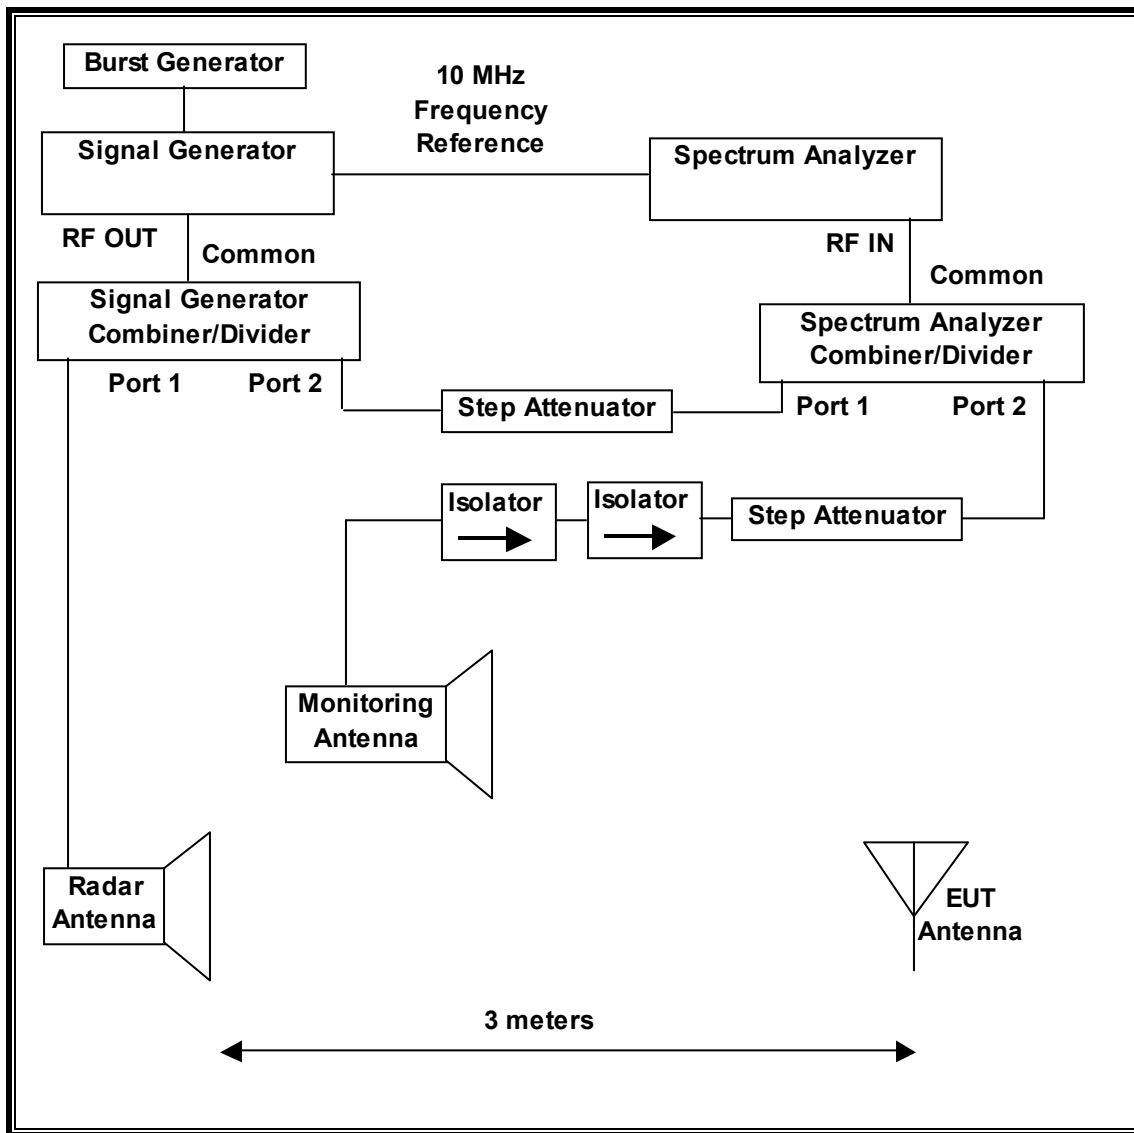 Burst Generator
10 MHz
Frequency
Reference
Signal Generator
Spectrum Analyzer
RF OUT
Common
RF IN
Common
Signal Generator
Combiner/Divider
Spectrum Analyzer
Combiner/Divider
Port 1
Port 2
Step Attenuator
Port 1
Port 2
Isolator
Isolator
Step Attenuator
Monitoring
Antenna
Radar
Antenna
EUT
Antenna
3 meters